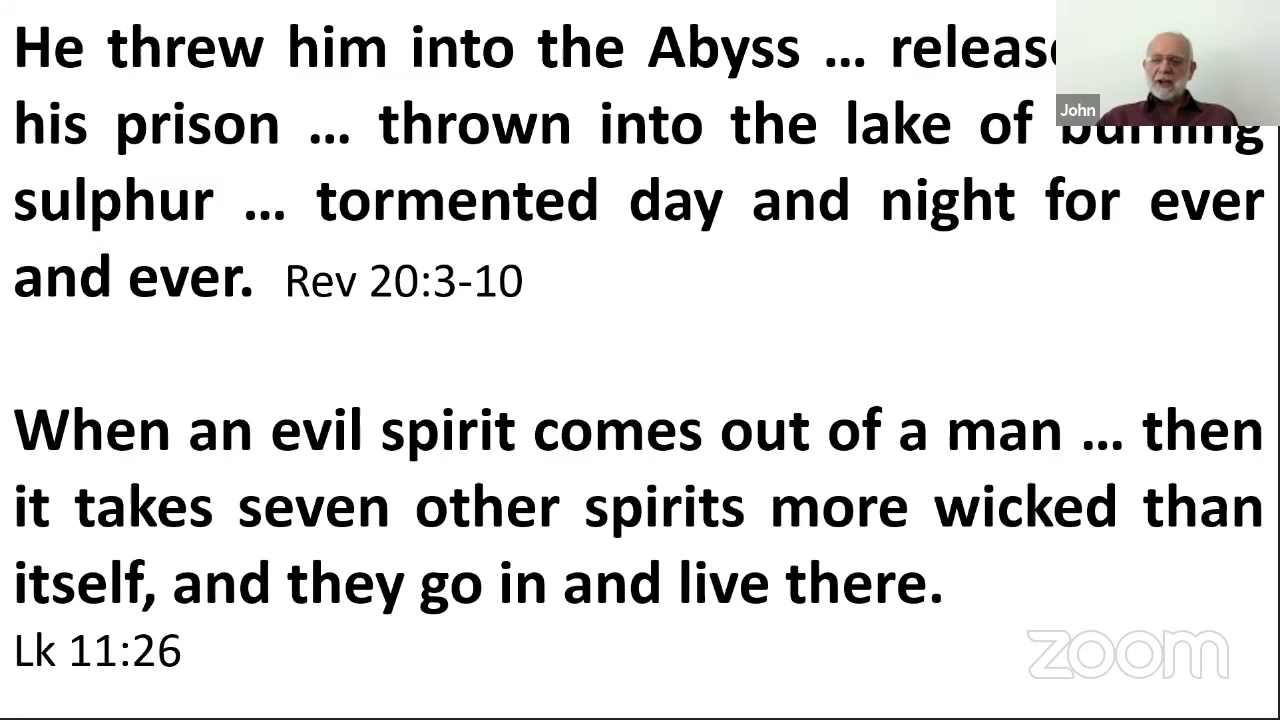 He threw him into the Abyss … release
his prison … thrown into the lake of burning
sulphur … tormented day and night for ever
and ever. Rev 20:3-10
When an evil spirit comes out of a man … then
it takes seven other spirits more wicked than
itself, and they go in and live there.
Lk 11:26
John
zoom